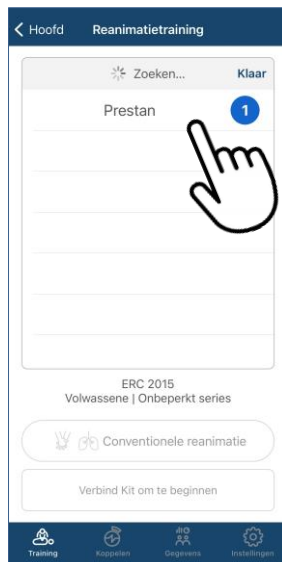 Hoofd Reanimatietraining
Zoeken... Klaar
Prestan 1
ERC 2015
Volwassene | Onbeperkt series
Conventionele reanimatie
Verbind Kit om te beginnen
Training Koppelen Gegevens Instellingen